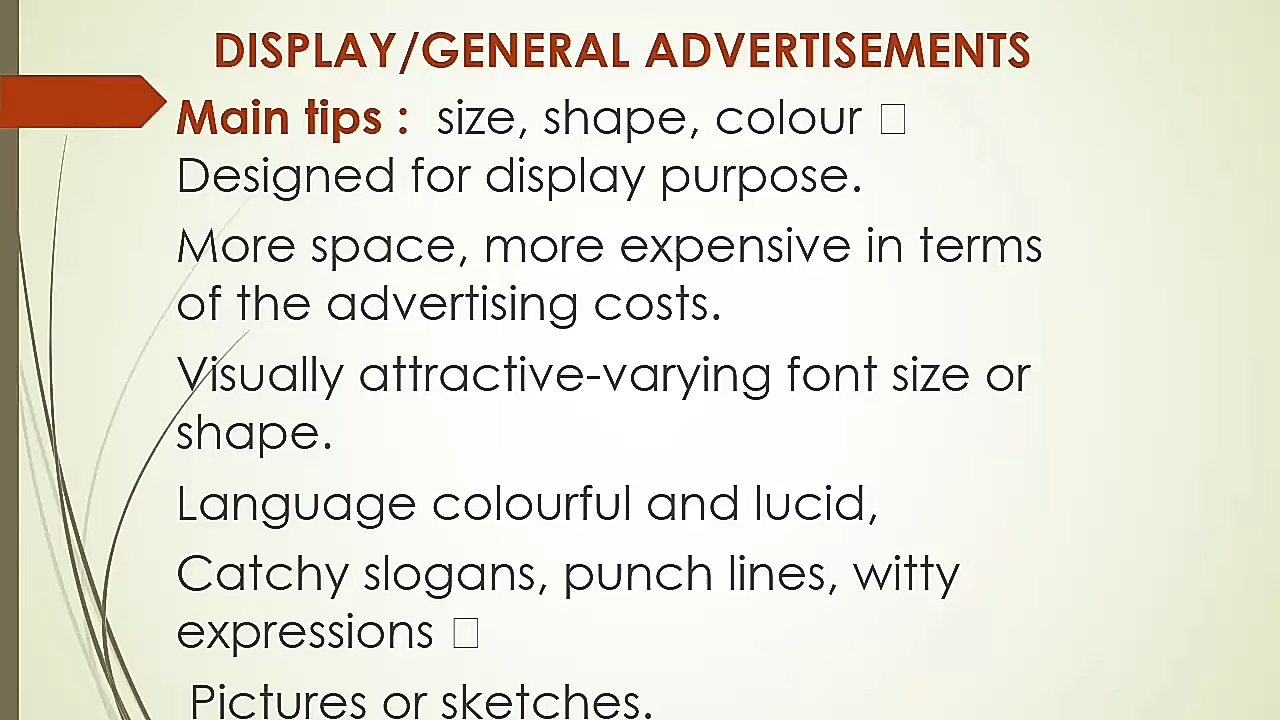 DISPLAY/GENERAL ADVERTISEMENTS
Main tips : size, shape, colour □
Designed for display purpose.
More space, more expensive in terms
of the advertising costs.
Visually attractive-varying font size or
shape.
Language colourful and lucid,
Catchy slogans, punch lines, witty
expressions □
Pictures or sketches.